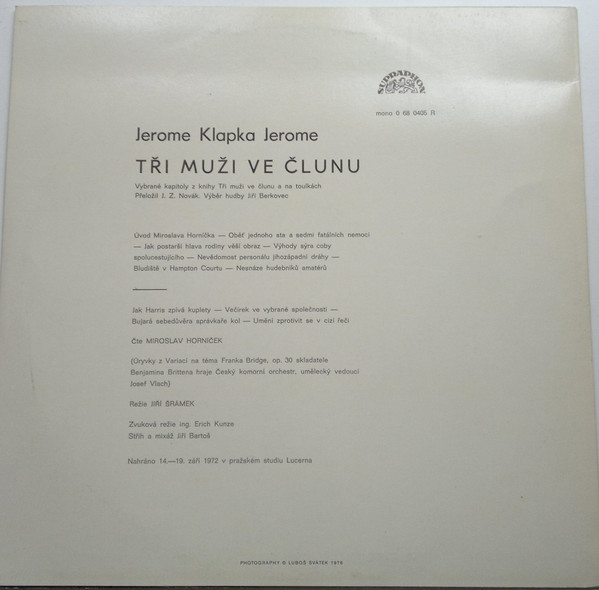 SUPRAPHON
mono 0 68 0405 R
Jerome Klapka Jerome
TŘI MUŽI VE ČLUNU
Vybrané kapitoly z knihy Tři muži ve člunu a na toulkách
Přeložil J. Z. Novák. Výběr hudby Jiří Berkovec
Úvod Miroslava Horníčka — Oběť jednoho sta a sedmi fatálních nemocí
— Jak postarší hlava rodiny věší obraz — Výhody sýra coby
spolucestujícího — Nevědomost personálu jihozápadní dráhy —
Bludiště v Hampton Courtu — Nesnáze hudebníků amatérů
Jak Harris zpívá kuplety — Večírek ve vybrané společnosti —
Bujaré sebedůvěra správkaře kol — Umění zprotivit se v cizí řeči
Čte MIROSLAV HORNÍČEK
(Úryvky z Variací na téma Franka Bridge, op. 30 skladatele
Benjamina Brittena hraje Český komorní orchestr, umělecký vedoucí
Josef Vlach)
Režie JIŘÍ ŠRÁMEK
Zvuková režie ing. Erich Kunze
Střih a mixáž Jiří Bartoš
Nahráno 14.—19. září 1972 v pražském studiu Lucerna
PHOTOGRAPHY © LUBOŠ SVÁTEK 1978